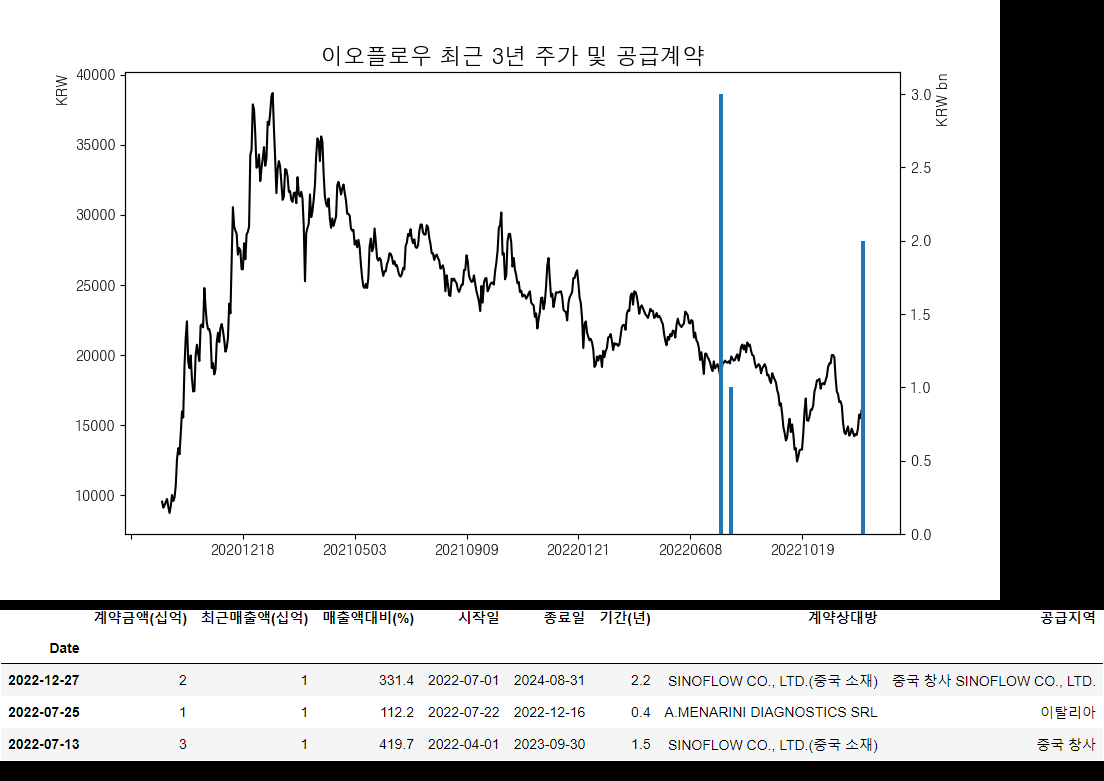 이오플로우 최근 3년 주가 및 공급계약
KRW
KRW bn
40000
35000
30000
25000
20000
15000
10000
3.0
2.5
2.0
1.5
1.0
0.5
0.0
20201218 20210503 20210909 20220121 20220608 20221019
계약금액(십억) 최근매출액(십억) 매출액대비(%) 시작일 종료일 기간(년) 계약상대방 공급지역
Date
2022-12-27 2 1 331.4 2022-07-01 2024-08-31 2.2 SINOFLOW CO., LTD.(중국 소재) 중국 창사 SINOFLOW CO., LTD.
2022-07-25 1 1 112.2 2022-07-22 2022-12-16 0.4 A.MENARINI DIAGNOSTICS SRL 이탈리아
2022-07-13 3 1 419.7 2022-04-01 2023-09-30 1.5 SINOFLOW CO., LTD.(중국 소재) 중국 창사